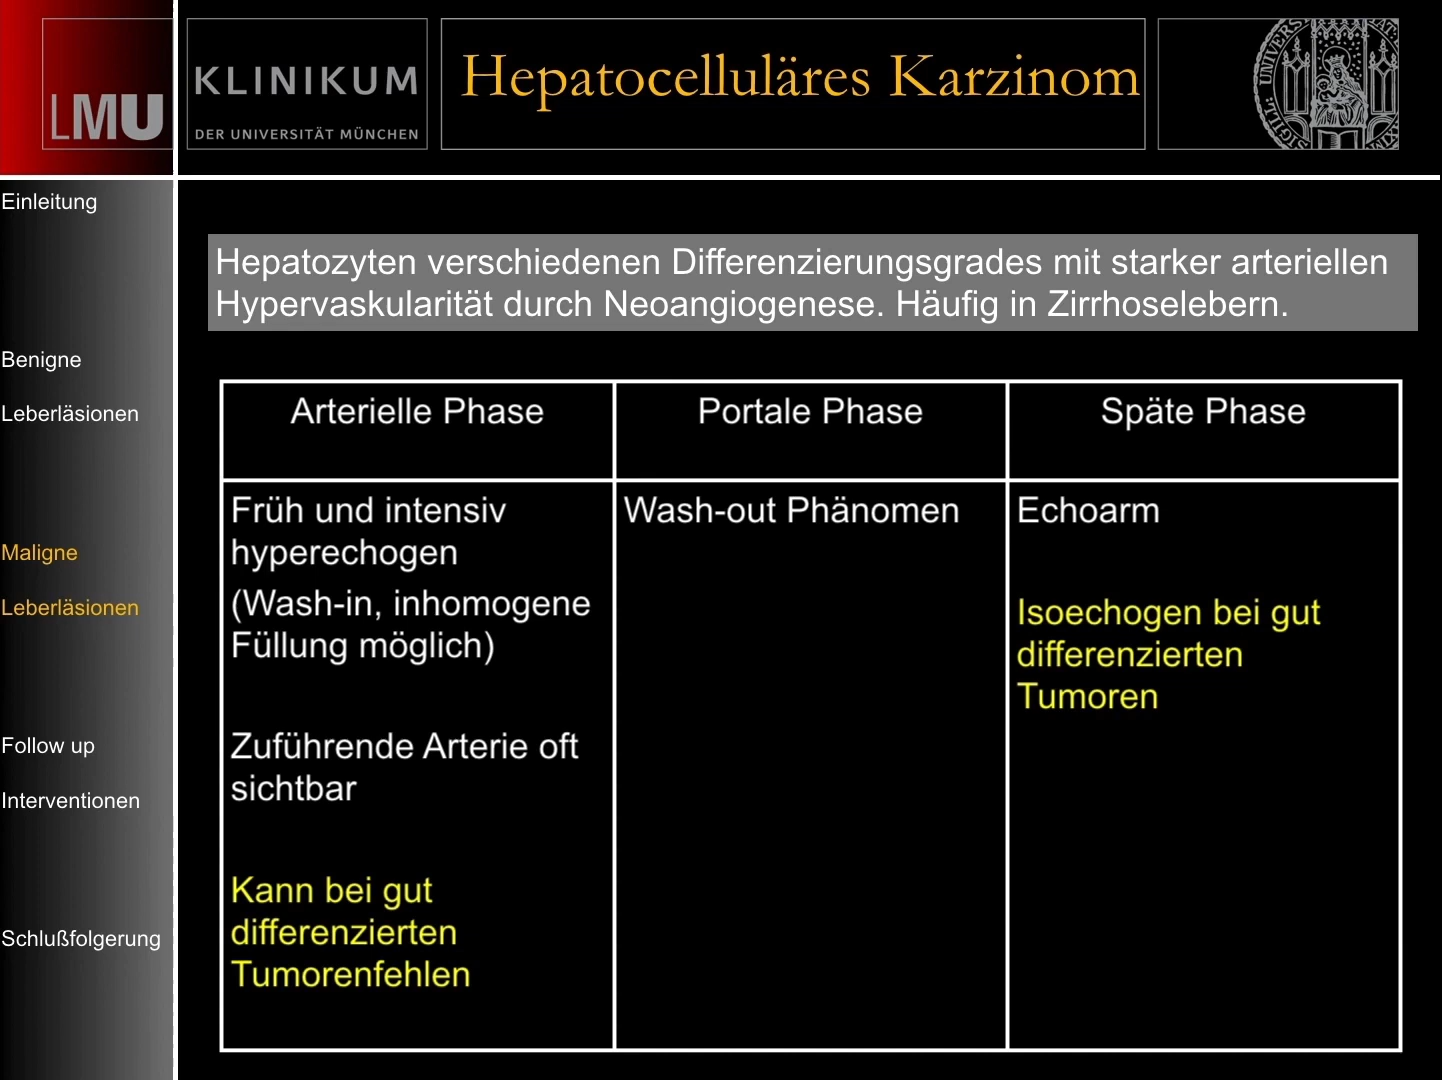 LMU
KLINIKUM
DER UNIVERSITÄT MÜNCHEN
Hepatocelluläres Karzinom
Einleitung
Benigne
Leberläsionen
Maligne
Leberläsionen
Follow up
Interventionen
Schlußfolgerung
Hepatozyten verschiedenen Differenzierungsgrades mit starker arteriellen
Hypervaskularität durch Neoangiogenese. Häufig in Zirrhoselebern.
Arterielle Phase
Früh und intensiv
hyperechogen
(Wash-in, inhomogene
Füllung möglich)
Zuführende Arterie oft
sichtbar
Kann bei gut
differenzierten
Tumorenfehlen
Portale Phase
Wash-out Phänomen
Späte Phase
Echoarm
Isoechogen bei gut
differenzierten
Tumoren